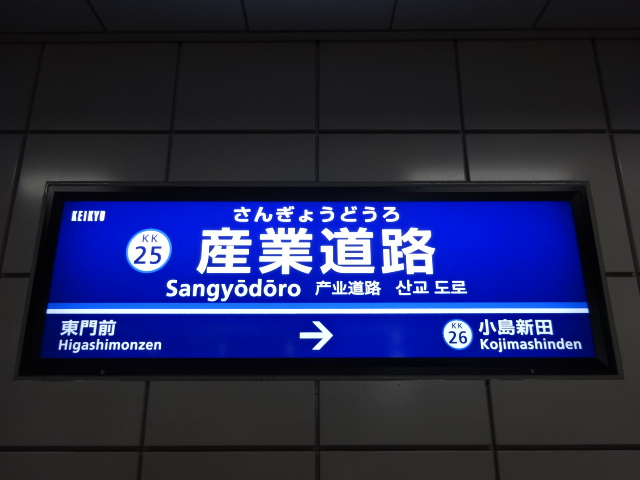 KEIKYU
さんぎょうどうろ
KK
25
産業道路
Sangyōdōro 产业道路 산교 도로
東門前
Higashimonzen
→
KK
26
小島新田
Kojimashinden